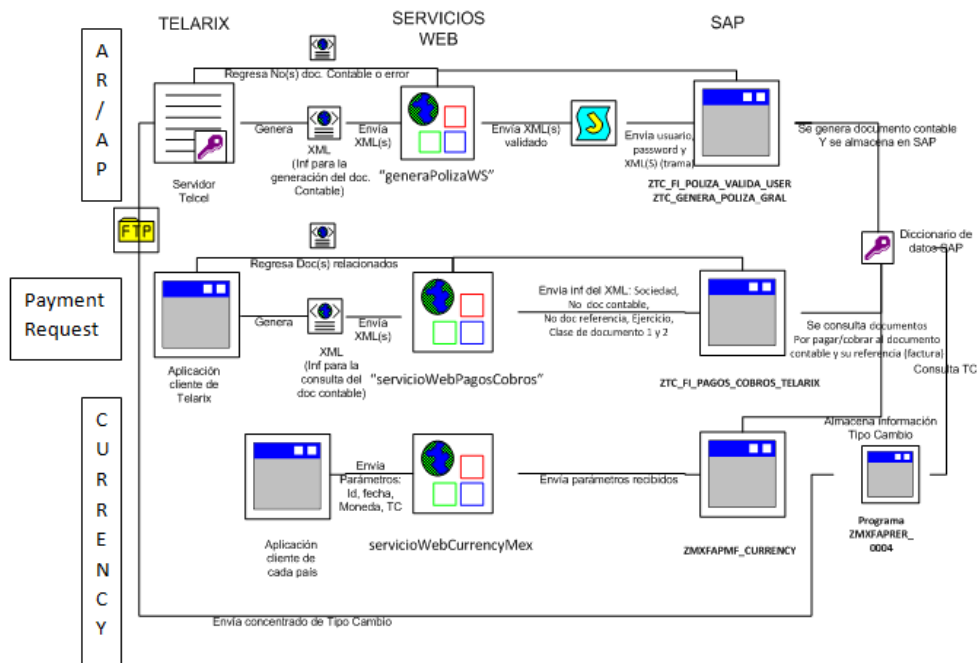 TELARIX
SERVICIOS
WEB
SAP
A
R
/
A
P
Regresa No(s) doc. Contable o error
Genera
XML
(Inf para la
generación del doc.
Contable)
Envía
XML(s)
"generaPolizaWS"
Envía XML(s)
validado
Envía usuario,
password y
XML(S) (trama)
ZTC_FI_POLIZA_VALIDA_USER
ZTC_GENERA_POLIZA_GRAL
Se genera documento contable
Y se almacena en SAP
Servidor
Telcel
FTP
Diccionario de
datos SAP
Payment
Request
Regresa Doc(s) relacionados
Genera
XML
(Inf para la
consulta del
doc contable)
Envía
XML(s)
"servicioWebPagosCobros"
Envía inf del XML: Sociedad,
No doc contable,
No doc referencia, Ejercicio,
Clase de documento 1 y 2
ZTC_FI_PAGOS_COBROS_TELARIX
Se consulta documentos
Por pagar/cobrar al documento
contable y su referencia (factura)
Consulta TC
Aplicación
cliente de
Telarix
C
U
R
R
E
N
C
Y
Envía
Parámetros:
Id, fecha,
Moneda, TC
Aplicación
cliente de
cada país
servicioWebCurrencyMex
Envía parámetros recibidos
ZMXFAPMF_CURRENCY
Almacena Información
Tipo Cambio
Programa
ZMXFAPRER_
0004
Envía concentrado de Tipo Cambio